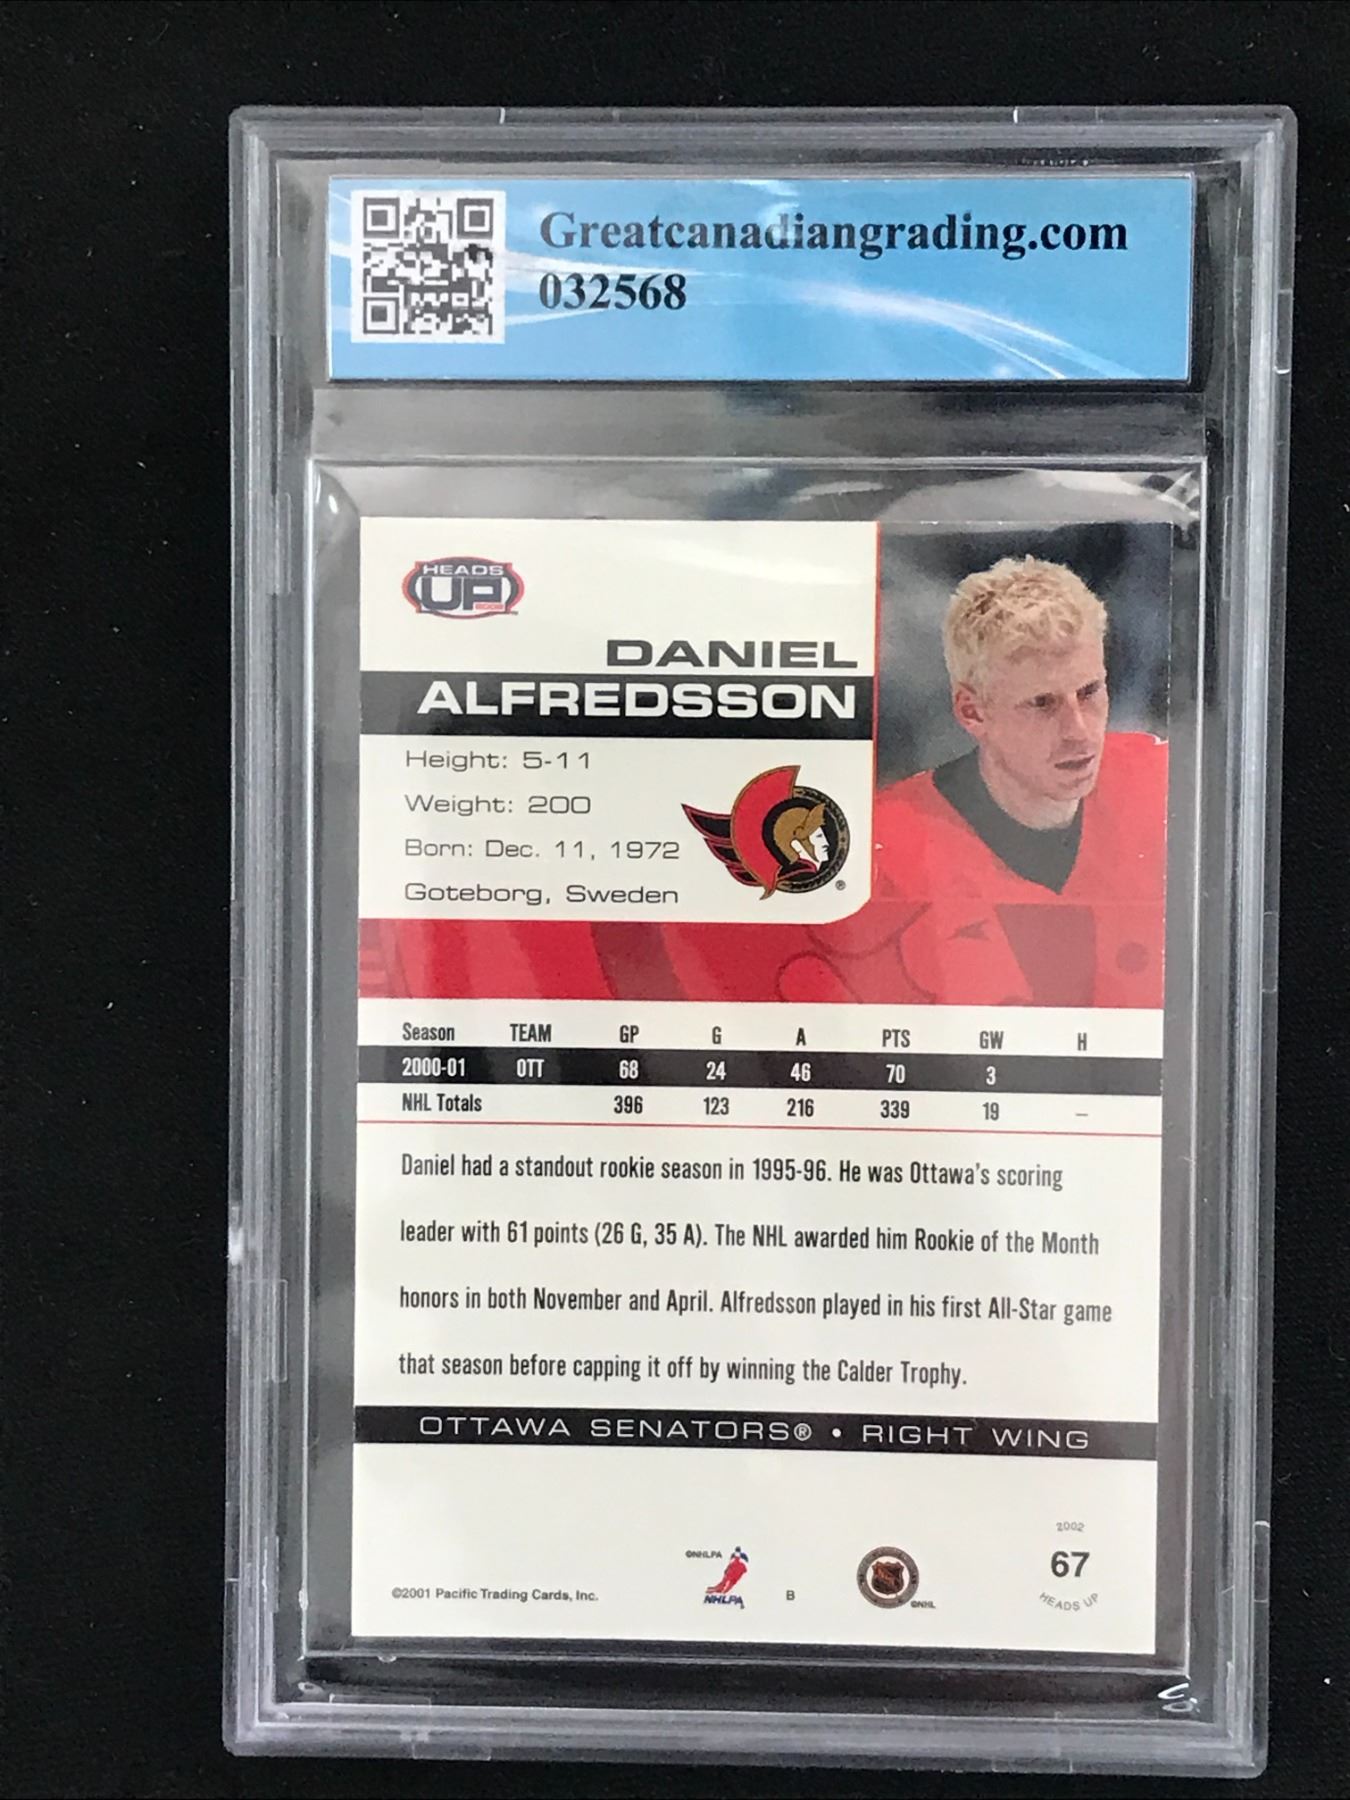 Greatcanadiangrading.com
032568
HEADS
UP
DANIEL
ALFREDSSON
Height: 5-11
Weight: 200
Born: Dec. 11, 1972
Goteborg, Sweden
®
Season TEAM GP G A PTS GW H
2000-01 OTT 68 24 46 70 3
NHL Totals 396 123 216 339 19 –
Daniel had a standout rookie season in 1995-96. He was Ottawa's scoring
leader with 61 points (26 G, 35 A). The NHL awarded him Rookie of the Month
honors in both November and April. Alfredsson played in his first All-Star game
that season before capping it off by winning the Calder Trophy.
OTTAWA SENATORS® • RIGHT WING
©2001 Pacific Trading Cards, Inc.
©NHLPA
NHLPA
B
NHL
©NHL
2002
67
HEADS UP